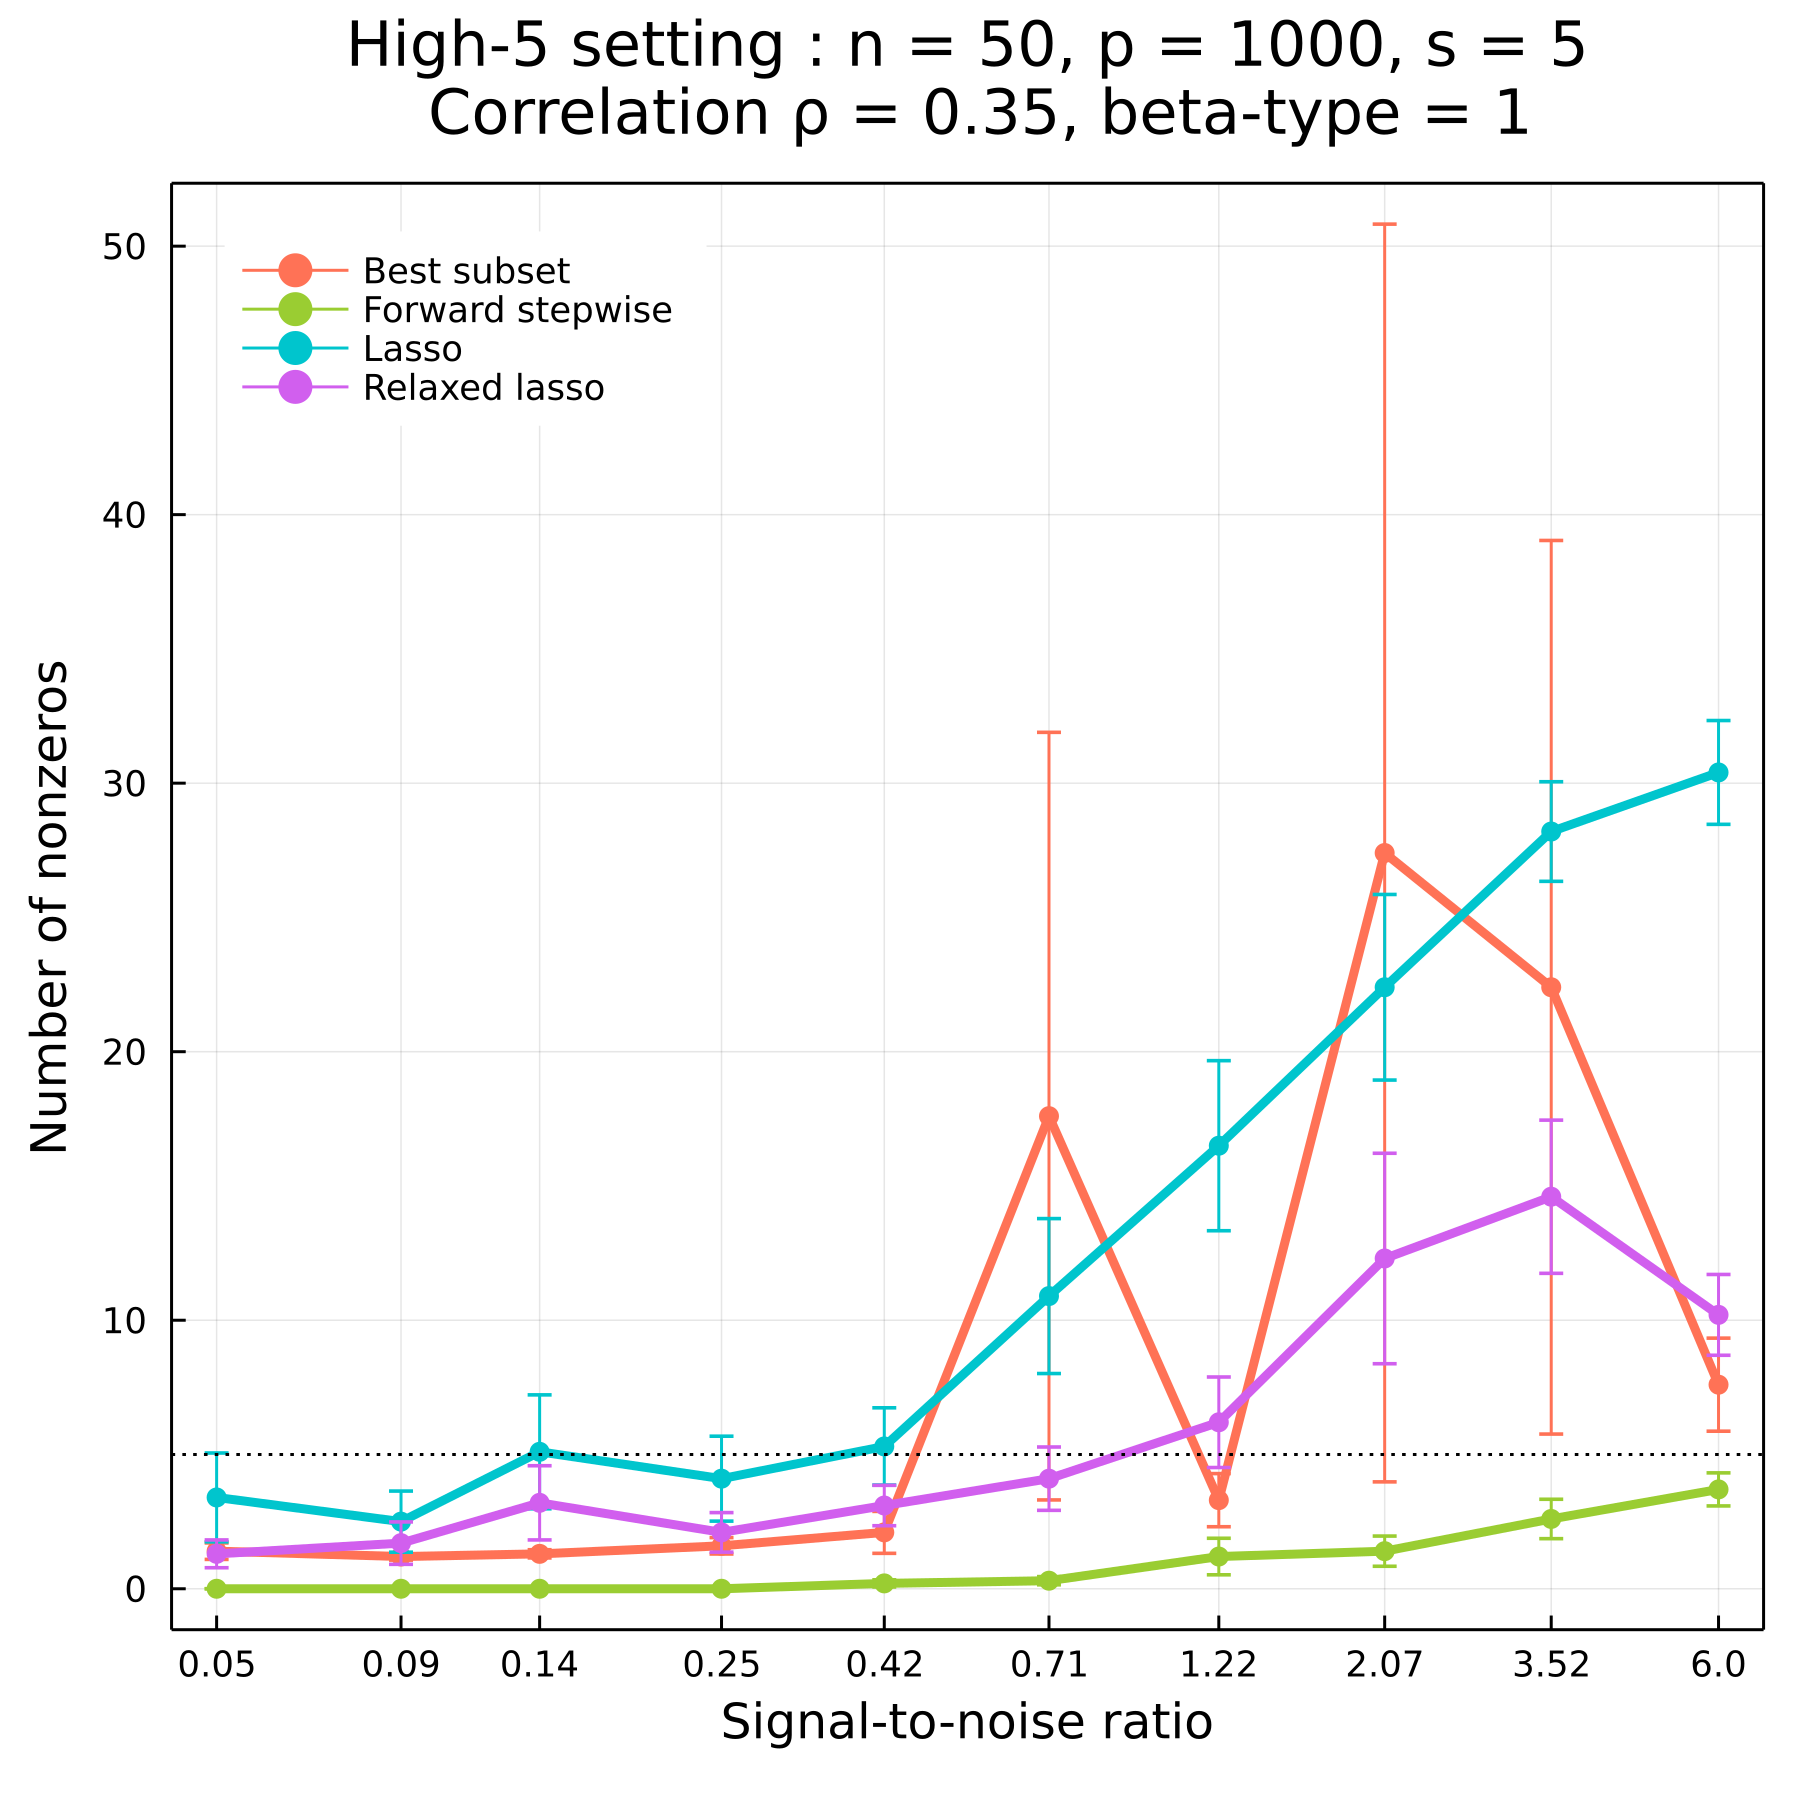 High-5 setting : n = 50, p = 1000, s = 5
Correlation ρ = 0.35, beta-type = 1
50
40
30
20
10
0
Best subset
Forward stepwise
Lasso
Relaxed lasso
Number of nonzeros
0.05 0.09 0.14 0.25 0.42 0.71 1.22 2.07 3.52 6.0
Signal-to-noise ratio